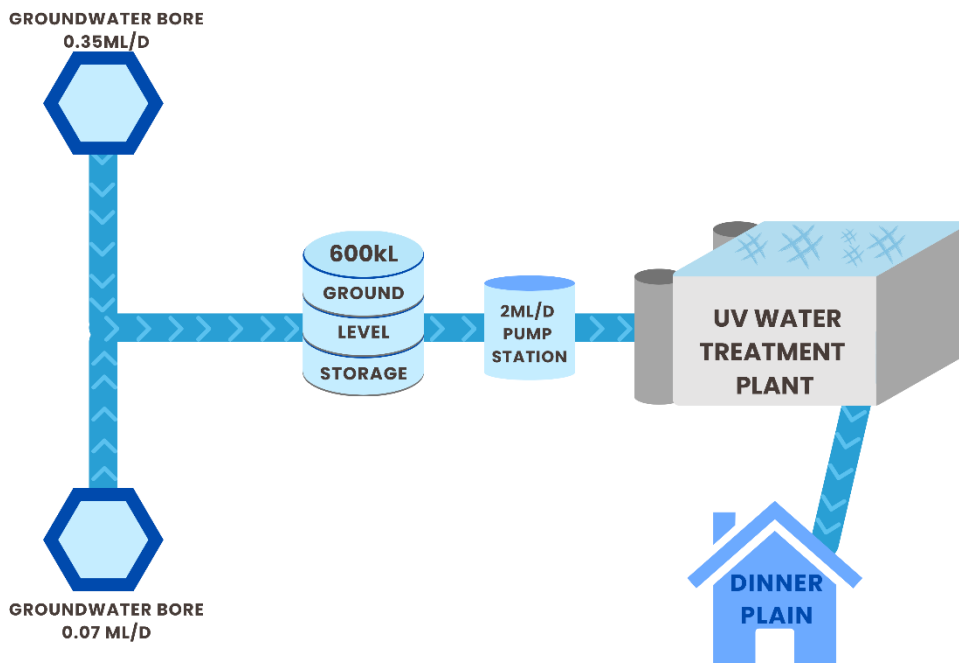 GROUNDWATER BORE
0.35ML/D
600kL
GROUND
LEVEL
STORAGE
2ML/D
PUMP
STATION
UV WATER
TREATMENT
PLANT
GROUNDWATER BORE
0.07 ML/D
DINNER
PLAIN